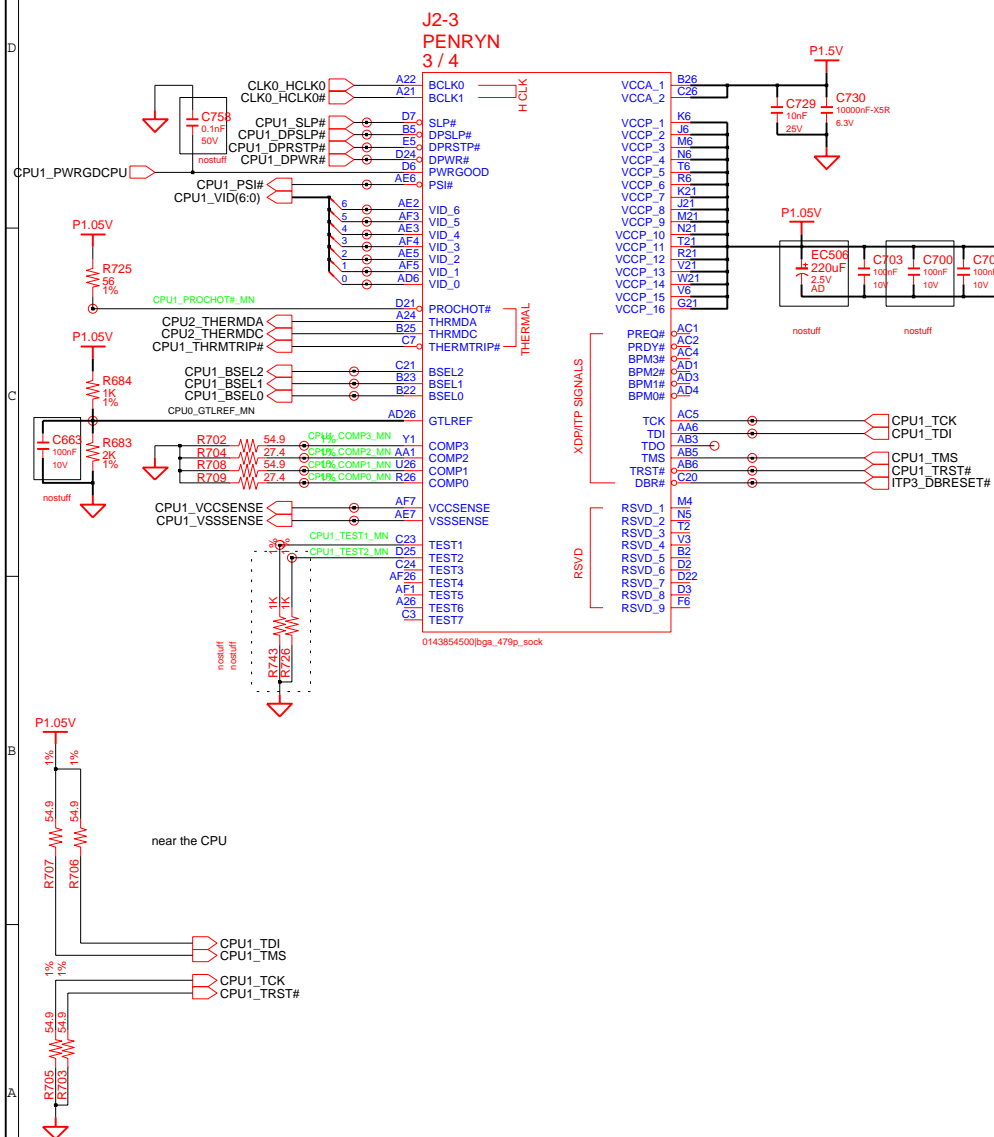 J2-3
PENRYN
3 / 4
D
P1.5V
CLK0_HCLK0 A22 BCLK0 VCCA_1 B26
CLK0_HCLK0# A21 BCLK1 VCCA_2 C26
H CLK
C729 10nF 25V
C730 10000nF-X5R 6.3V
C758 0.1nF 50V nostuff
CPU1_SLP# D7 SLP# VCCP_1 K6
CPU1_DPSLP# B5 DPSLP# VCCP_2 J6
CPU1_DPRSTP# E5 DPRSTP# VCCP_3 M6
CPU1_DPWR# D24 DPWR# VCCP_4 N6
CPU1_PWRGDCPU D6 PWRGOOD VCCP_5 T6
CPU1_PSI# AE6 PSI# VCCP_6 R6
CPU1_VID(6:0) VCCP_7 K21
6 AE2 VID_6 VCCP_8 J21
5 AF3 VID_5 VCCP_9 M21
4 AE3 VID_4 VCCP_10 N21
3 AF4 VID_3 VCCP_11 T21
2 AE5 VID_2 VCCP_12 R21
1 AF5 VID_1 VCCP_13 V21
0 AD6 VID_0 VCCP_14 W21
VCCP_15 V6
VCCP_16 G21
P1.05V
EC506 220uF 2.5V AD nostuff
C703 100nF 10V
C700 100nF 10V nostuff
C70 100n 10V
P1.05V
R725 56 1%
CPU1_PROCHOT#_MN D21 PROCHOT#
CPU2_THERMDA A24 THRMDA
CPU2_THERMDC B25 THRMDC
CPU1_THRMTRIP# C7 THERMTRIP#
THERMAL
PREQ# AC1
PRDY# AC2
BPM3# AC4
BPM2# AD1
BPM1# AD3
BPM0# AD4
P1.05V
R684 1K 1%
C
CPU1_BSEL2 C21 BSEL2
CPU1_BSEL1 B23 BSEL1
CPU1_BSEL0 B22 BSEL0
CPU0_GTLREF_MN AD26 GTLREF
XDP/ITP SIGNALS
TCK AC5 CPU1_TCK
TDI AA6 CPU1_TDI
TDO AB3
TMS AB5 CPU1_TMS
TRST# AB6 CPU1_TRST#
DBR# C20 ITP3_DBRESET#
C663 100nF 10V nostuff
R683 2K 1%
R702 54.9 1% CPU1_COMP3_MN Y1 COMP3
R704 27.4 1% CPU1_COMP2_MN AA1 COMP2
R708 54.9 1% CPU1_COMP1_MN U26 COMP1
R709 27.4 1% CPU1_COMP0_MN R26 COMP0
CPU1_VCCSENSE AF7 VCCSENSE
CPU1_VSSSENSE AE7 VSSSENSE
CPU1_TEST1_MN C23 TEST1
CPU1_TEST2_MN D25 TEST2
C24 TEST3
AF26 TEST4
AF1 TEST5
A26 TEST6
C3 TEST7
RSVD
RSVD_1 M4
RSVD_2 N5
RSVD_3 T2
RSVD_4 V3
RSVD_5 B2
RSVD_6 D2
RSVD_7 D22
RSVD_8 D3
RSVD_9 F6
0143854500|bga_479p_sock
1% 1%
1K 1K
R743 R726
nostuff
nostuff
B
P1.05V
1% 1%
54.9 54.9
R707 R706
near the CPU
CPU1_TDI
CPU1_TMS
1% 1%
CPU1_TCK
CPU1_TRST#
54.9 54.9
R705 R703
A